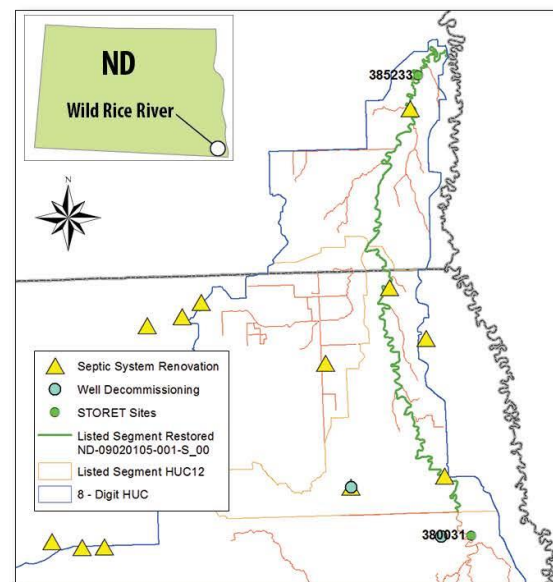 ND
Wild Rice River
N
385233
Septic System Renovation
Well Decommissioning
STORET Sites
Listed Segment Restored
ND-09020105-001-S_00
Listed Segment HUC12
8 - Digit HUC
380031